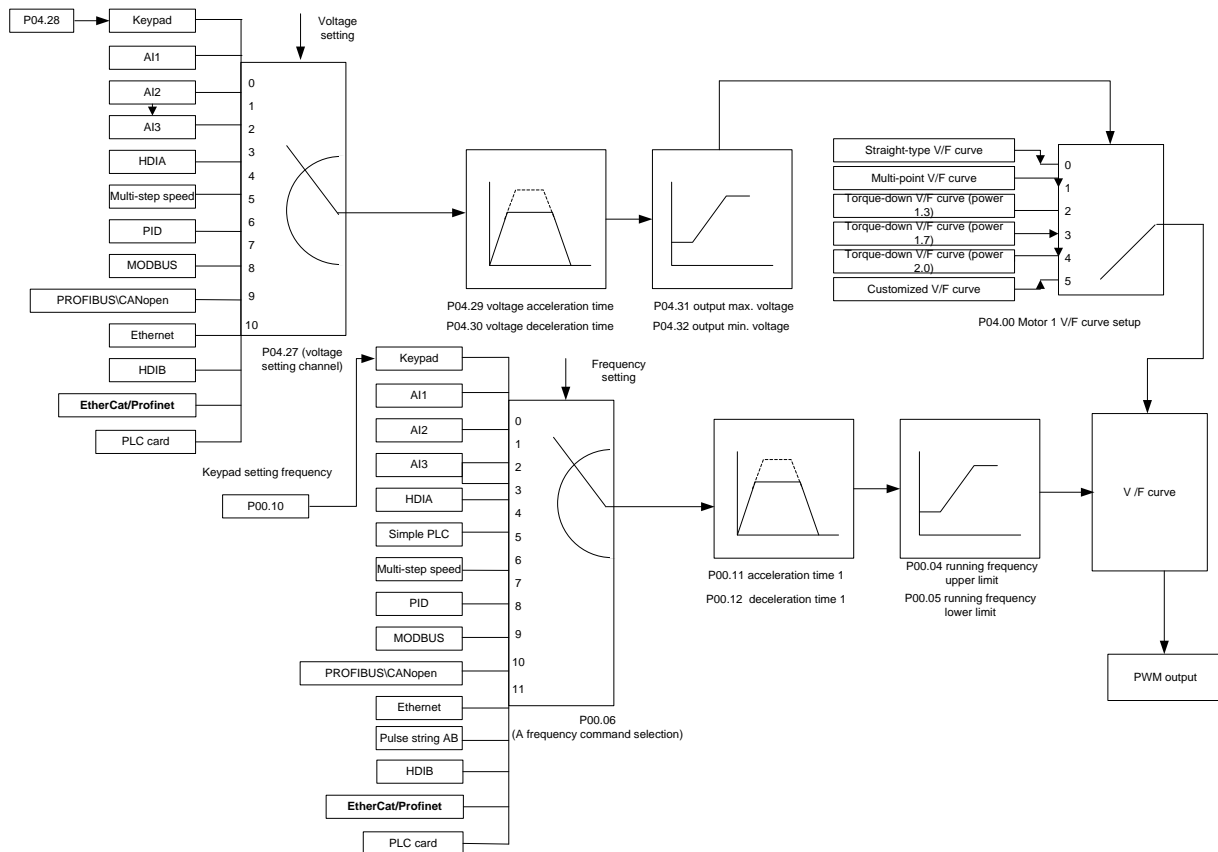 P04.28
Keypad
AI1
AI2
AI3
HDIA
Multi-step speed
PID
MODBUS
PROFIBUS\CANopen
Ethernet
HDIB
EtherCat/Profinet
PLC card
Voltage
setting
0
1
2
3
4
5
6
7
8
9
10
P04.27 (voltage
setting channel)
P04.29 voltage acceleration time
P04.30 voltage deceleration time
P04.31 output max. voltage
P04.32 output min. voltage
Straight-type V/F curve
Multi-point V/F curve
Torque-down V/F curve (power
1.3)
Torque-down V/F curve (power
1.7)
Torque-down V/F curve (power
2.0)
Customized V/F curve
0
1
2
3
4
5
P04.00 Motor 1 V/F curve setup
Keypad setting frequency
P00.10
Keypad
AI1
AI2
AI3
HDIA
Simple PLC
Multi-step speed
PID
MODBUS
PROFIBUS\CANopen
Ethernet
Pulse string AB
HDIB
EtherCat/Profinet
PLC card
Frequency
setting
0
1
2
3
4
5
6
7
8
9
10
11
P00.06
(A frequency command selection)
P00.11 acceleration time 1
P00.12 deceleration time 1
P00.04 running frequency
upper limit
P00.05 running frequency
lower limit
V /F curve
PWM output